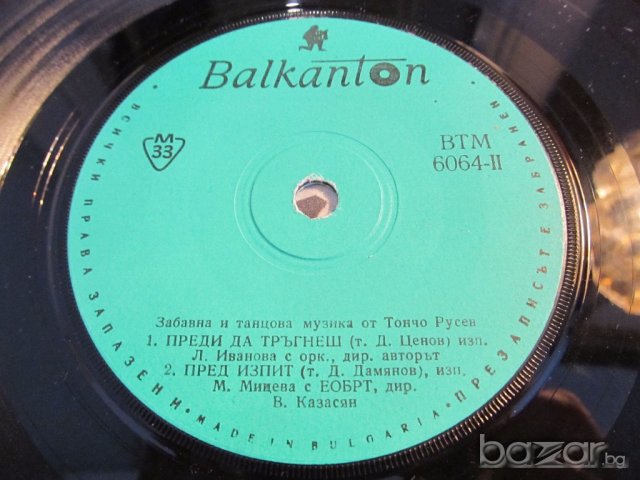 Balkanton
M
33
ВТМ
6064-II
Забавна и танцова музика от Тончо Русев
1. ПРЕДИ ДА ТРЪГНЕШ (т. Д. Ценов) изп.
Л. Иванова с орк., дир. авторът
2. ПРЕД ИЗПИТ (т. Д. Дамянов), изп.
М. Мицева с ЕОБРТ, дир.
В. Казасян
ВСИЧКИ ПРАВА ЗАПАЗЕНИ • MADE IN BULGARIA • ПРЕЗАПИСЪТ Е ЗАБРАНЕН
bazar.bg